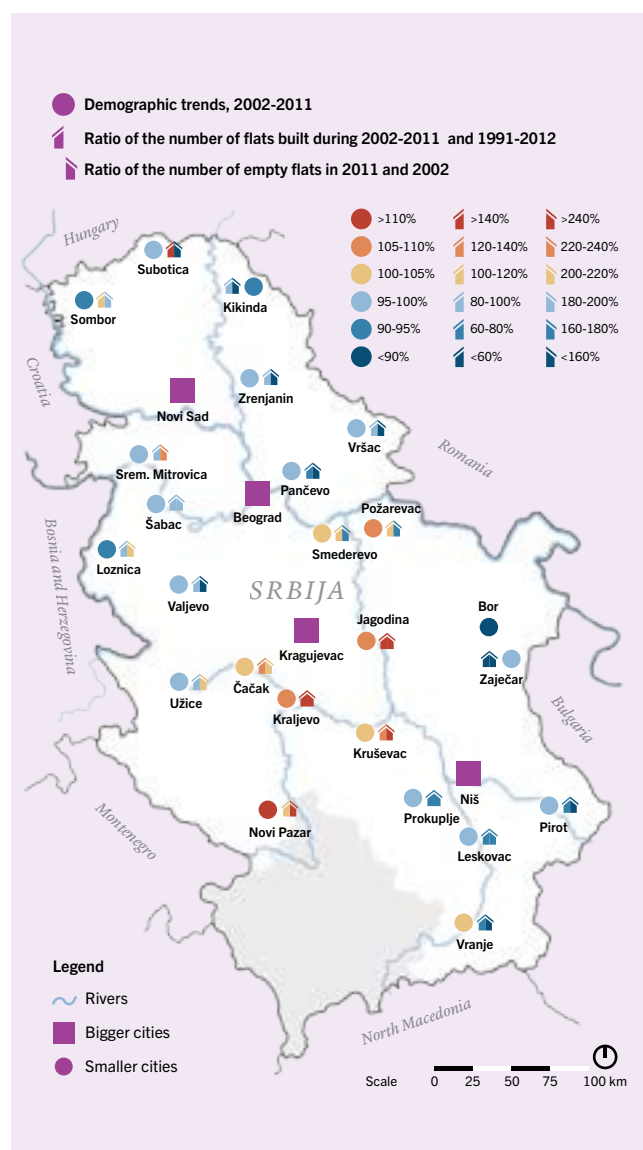 Demographic trends, 2002-2011
Ratio of the number of flats built during 2002-2011 and 1991-2012
Ratio of the number of empty flats in 2011 and 2002
>110% >140% >240%
105-110% 120-140% 220-240%
100-105% 100-120% 200-220%
95-100% 80-100% 180-200%
90-95% 60-80% 160-180%
<90% <60% <160%
Hungary
Subotica
Kikinda
Sombor
Croatia
Zrenjanin
Novi Sad
Vršac
Romania
Srem. Mitrovica
Pančevo
Beograd
Šabac
Požarevac
Smederevo
Bosnia and Herzegovina
Loznica
Valjevo
SRBIJA
Bor
Jagodina
Kragujevac
Zaječar
Užice
Čačak
Kraljevo
Bulgaria
Kruševac
Niš
Prokuplje
Pirot
Novi Pazar
Montenegro
Leskovac
Vranje
North Macedonia
Legend
Rivers
Bigger cities
Smaller cities
Scale 0 25 50 75 100 km